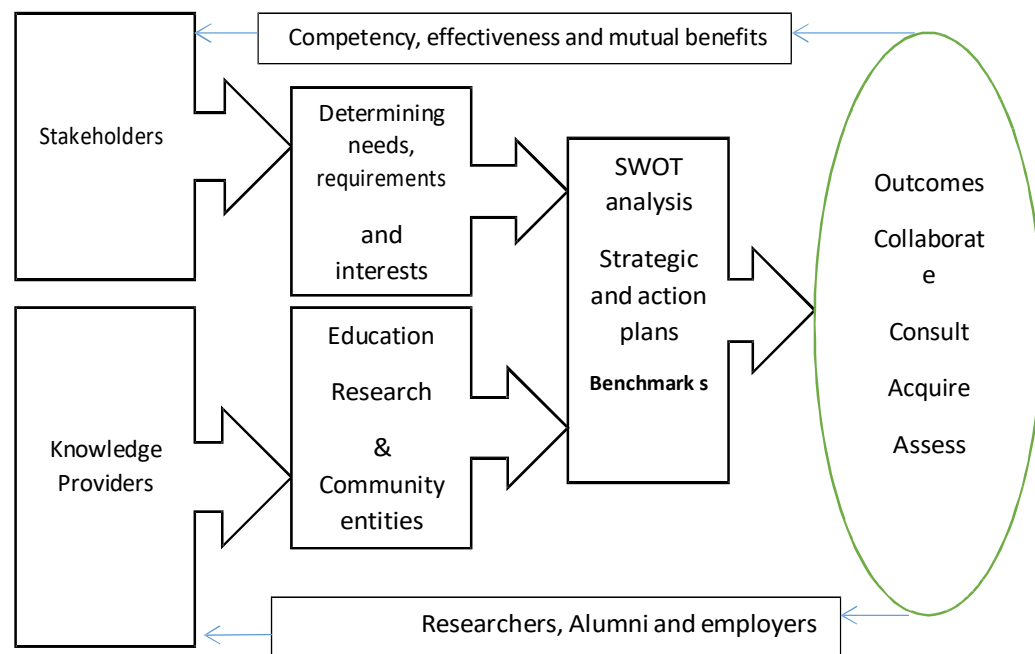 Competency, effectiveness and mutual benefits
Stakeholders
Determining
needs,
requirements
and
interests
SWOT
analysis
Strategic
and action
plans
Benchmark s
Outcomes
Collaborat
e
Consult
Acquire
Assess
Knowledge
Providers
Education
Research
&
Community
entities
Researchers, Alumni and employers